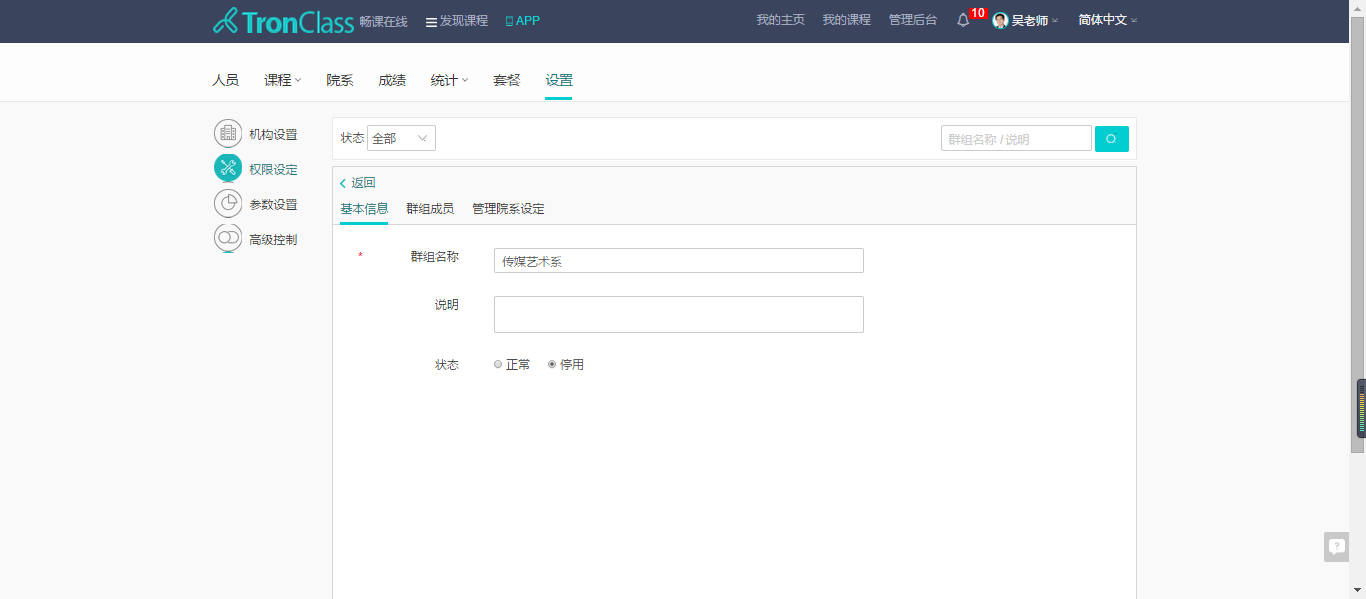 TronClass 畅课在线 发现课程 APP 我的主页 我的课程 管理后台 10 吴老师 简体中文
人员 课程 院系 成绩 统计 套餐 设置
机构设置
权限设定
参数设置
高级控制
状态 全部 群组名称 / 说明
返回
基本信息 群组成员 管理院系设定
* 群组名称 传媒艺术系
说明
状态 正常 停用
?